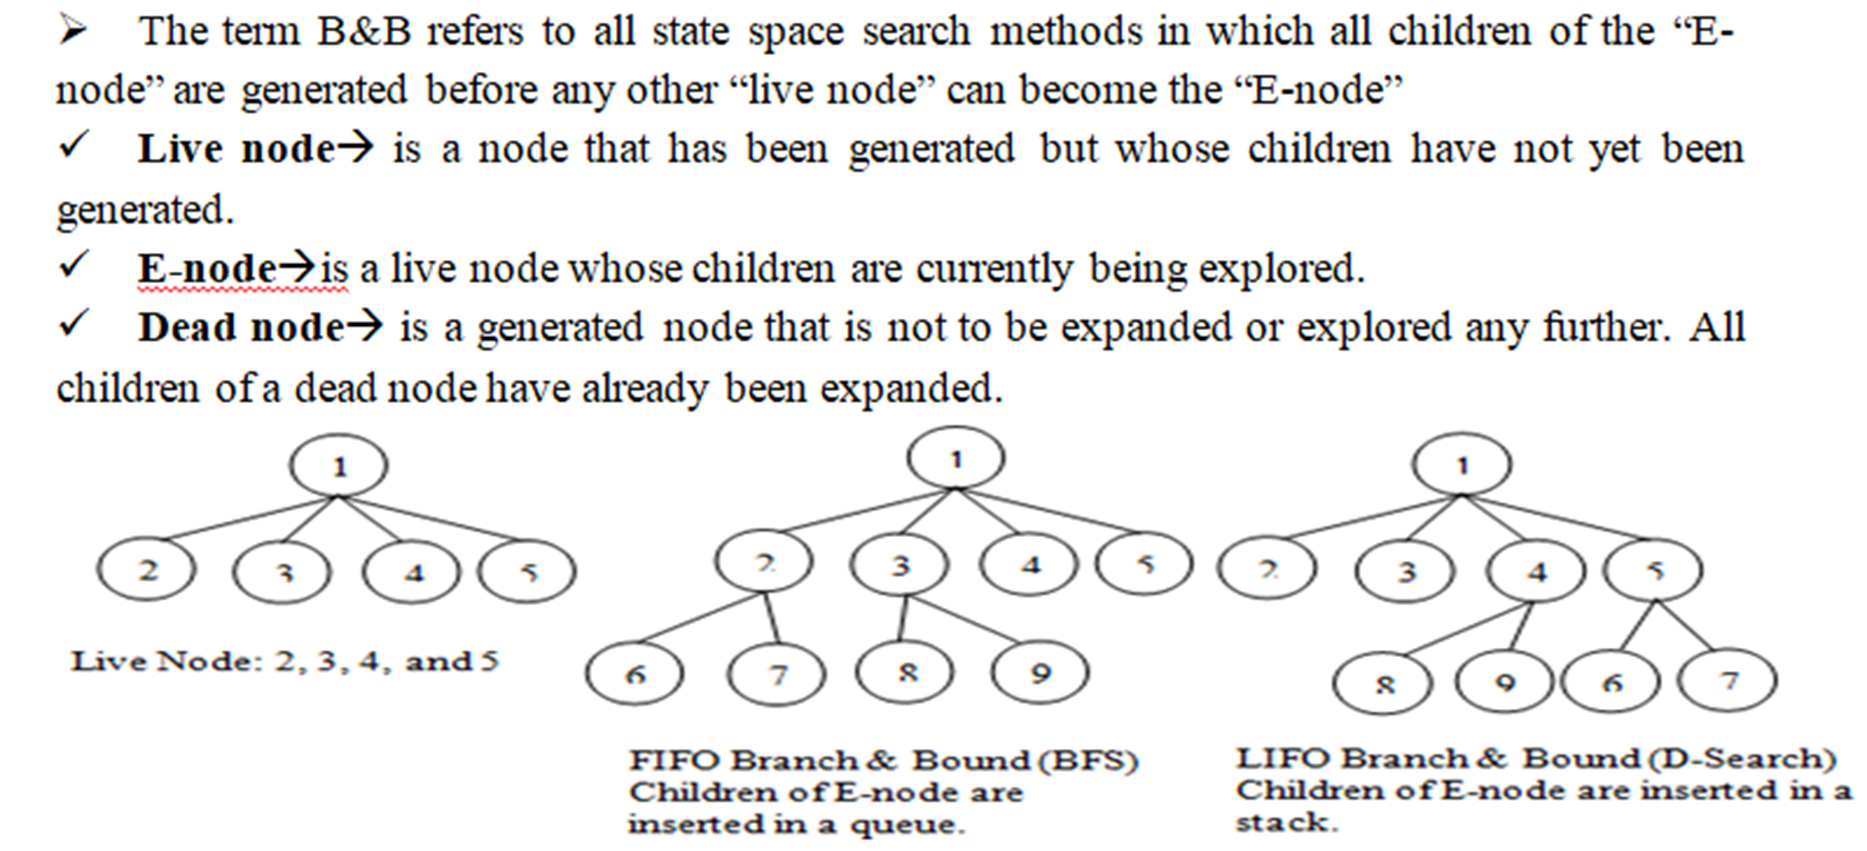 ➢ The term B&B refers to all state space search methods in which all children of the “E-
node” are generated before any other “live node” can become the “E-node”
✓ Live node→ is a node that has been generated but whose children have not yet been
generated.
✓ E-node→is a live node whose children are currently being explored.
✓ Dead node→ is a generated node that is not to be expanded or explored any further. All
children of a dead node have already been expanded.
1
2 3 4 5
Live Node: 2, 3, 4, and 5
1
2 3 4 5
6 7 8 9
FIFO Branch & Bound (BFS)
Children of E-node are
inserted in a queue.
1
2 3 4 5
8 9 6 7
LIFO Branch & Bound (D-Search)
Children of E-node are inserted in a
stack.